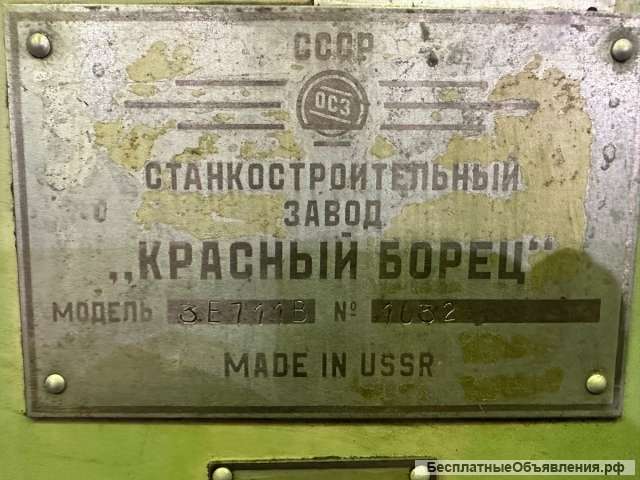 СССР
ОСЗ
СТАНКОСТРОИТЕЛЬНЫЙ
ЗАВОД
„КРАСНЫЙ БОРЕЦ“
МОДЕЛЬ 3Е711В № 1032
MADE IN USSR
БесплатныеОбъявления.рф